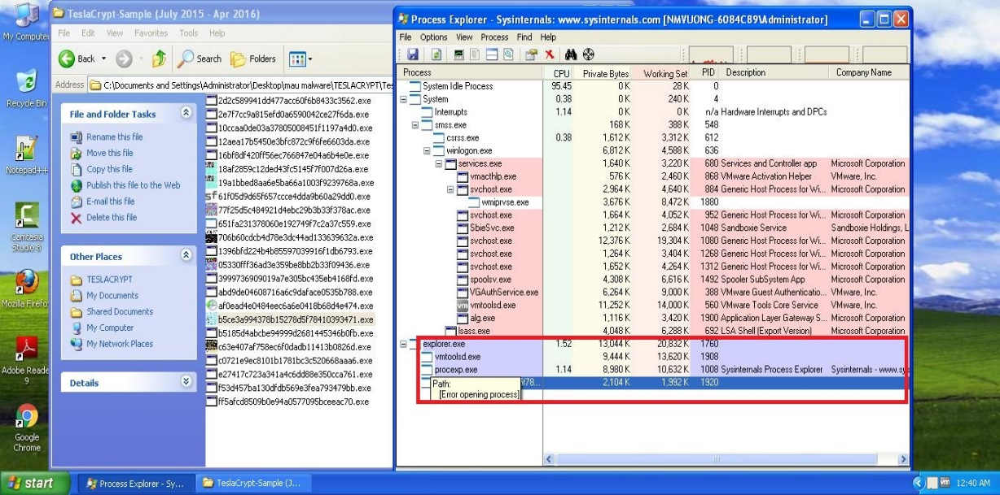 My Compute
Recycle Bin
Notepad++
Camtasia
Studio 8
Mozilla Firefo
Adobe Reade
9
Google
Chrome
TeslaCrypt-Sample (July 2015 - Apr 2016)
File Edit View Favorites Tools Help
Back Search Folders
Address C:\Documents and Settings\Administrator\Desktop\mau malware\TESLACRYPT\Tes
File and Folder Tasks
Rename this file
Move this file
Copy this file
Publish this file to the Web
E-mail this file
Delete this file
Other Places
TESLACRYPT
My Documents
Shared Documents
My Computer
My Network Places
Details
2d2c589941dd477acc60f6b8433c3562.exe
2e7f7cc9a815efd0a6590042ce27f6da.exe
10ccaa0de03a37805008451f1197a4d0.exe
12aea17b5450e3bfc872c9f6fe6603da.exe
16bf8df420ff56ec766847e04a6b4e0e.exe
18af2859c12ded43fc5145f7f007d26a.exe
19a1bbed8aa6e5ba66a1003f9239768a.exe
61f05d9d65f657ccce4dda9b60a29dd0.exe
77f25d5c484921d4ebc29b3b33f378ac.exe
651fa231378060e192749f7c2a37c559.exe
706b60cdcb4d78e3dc44ad133639632a.exe
1396bfd224b4b85597039916f1db6793.exe
05330fff36ad3e359be8bb2b33f09436.exe
3999736909019a7e305bc435eb4168fd.exe
abd9de04608716a6c9daface0535b788.exe
af0ead4e0484eec6a6e0418b68d4e474.exe
b5ce3a994378b15278d5f78410393471.exe
b5185d4abcbe94999d2681445346b0fb.exe
c63e407af758ec6f0dadb11413b0826d.exe
c0721e9ec8101b1781bc3c520668aaa6.exe
e27417c723a341a4c6dd88e350cca761.exe
f53d457ba130dfdb569e3fea793479bb.exe
ff5afcd8509b0e94a0577095bceeac70.exe
Process Explorer - Sysinternals: www.sysinternals.com [NMVUONG-6084C89\Administrator]
File Options View Process Find Help
Process CPU Private Bytes Working Set PID Description Company Name
System Idle Process 95.45 0 K 28 K 0
System 0.38 0 K 240 K 4
Interrupts 1.14 0 K 0 K n/a Hardware Interrupts and DPCs
smss.exe 168 K 388 K 548
csrss.exe 0.38 1,612 K 3,312 K 612
winlogon.exe 6,812 K 4,588 K 636
services.exe 1,640 K 3,220 K 680 Services and Controller app Microsoft Corporation
vmacthlp.exe 576 K 2,460 K 868 VMware Activation Helper VMware, Inc.
svchost.exe 2,964 K 4,640 K 884 Generic Host Process for Wi... Microsoft Corporation
wmiprvse.exe 3,676 K 8,472 K 1880
svchost.exe 1,664 K 4,052 K 952 Generic Host Process for Wi... Microsoft Corporation
SbieSvc.exe 1,212 K 2,684 K 1048 Sandboxie Service Sandboxie Holdings, L
svchost.exe 12,376 K 19,304 K 1080 Generic Host Process for Wi... Microsoft Corporation
svchost.exe 1,264 K 3,404 K 1268 Generic Host Process for Wi... Microsoft Corporation
svchost.exe 1,652 K 4,264 K 1312 Generic Host Process for Wi... Microsoft Corporation
spoolsv.exe 4,308 K 6,616 K 1492 Spooler SubSystem App Microsoft Corporation
VGAuthService.exe 6,264 K 9,000 K 388 VMware Guest Authenticatio... VMware, Inc.
vmtoolsd.exe 11,252 K 14,000 K 560 VMware Tools Core Service VMware, Inc.
alg.exe 1,116 K 3,420 K 1900 Application Layer Gateway S... Microsoft Corporation
lsass.exe 4,048 K 6,288 K 692 LSA Shell (Export Version) Microsoft Corporation
explorer.exe 1.52 13,044 K 20,832 K 1760
vmtoolsd.exe 9,444 K 13,620 K 1908
procexp.exe 1.14 8,980 K 10,632 K 1008 Sysinternals Process Explorer Sysinternals - www.sys
f78... 2,104 K 1,992 K 1920
Path:
[Error opening process]
start Process Explorer - Sy... TeslaCrypt-Sample (J... 12:40 AM